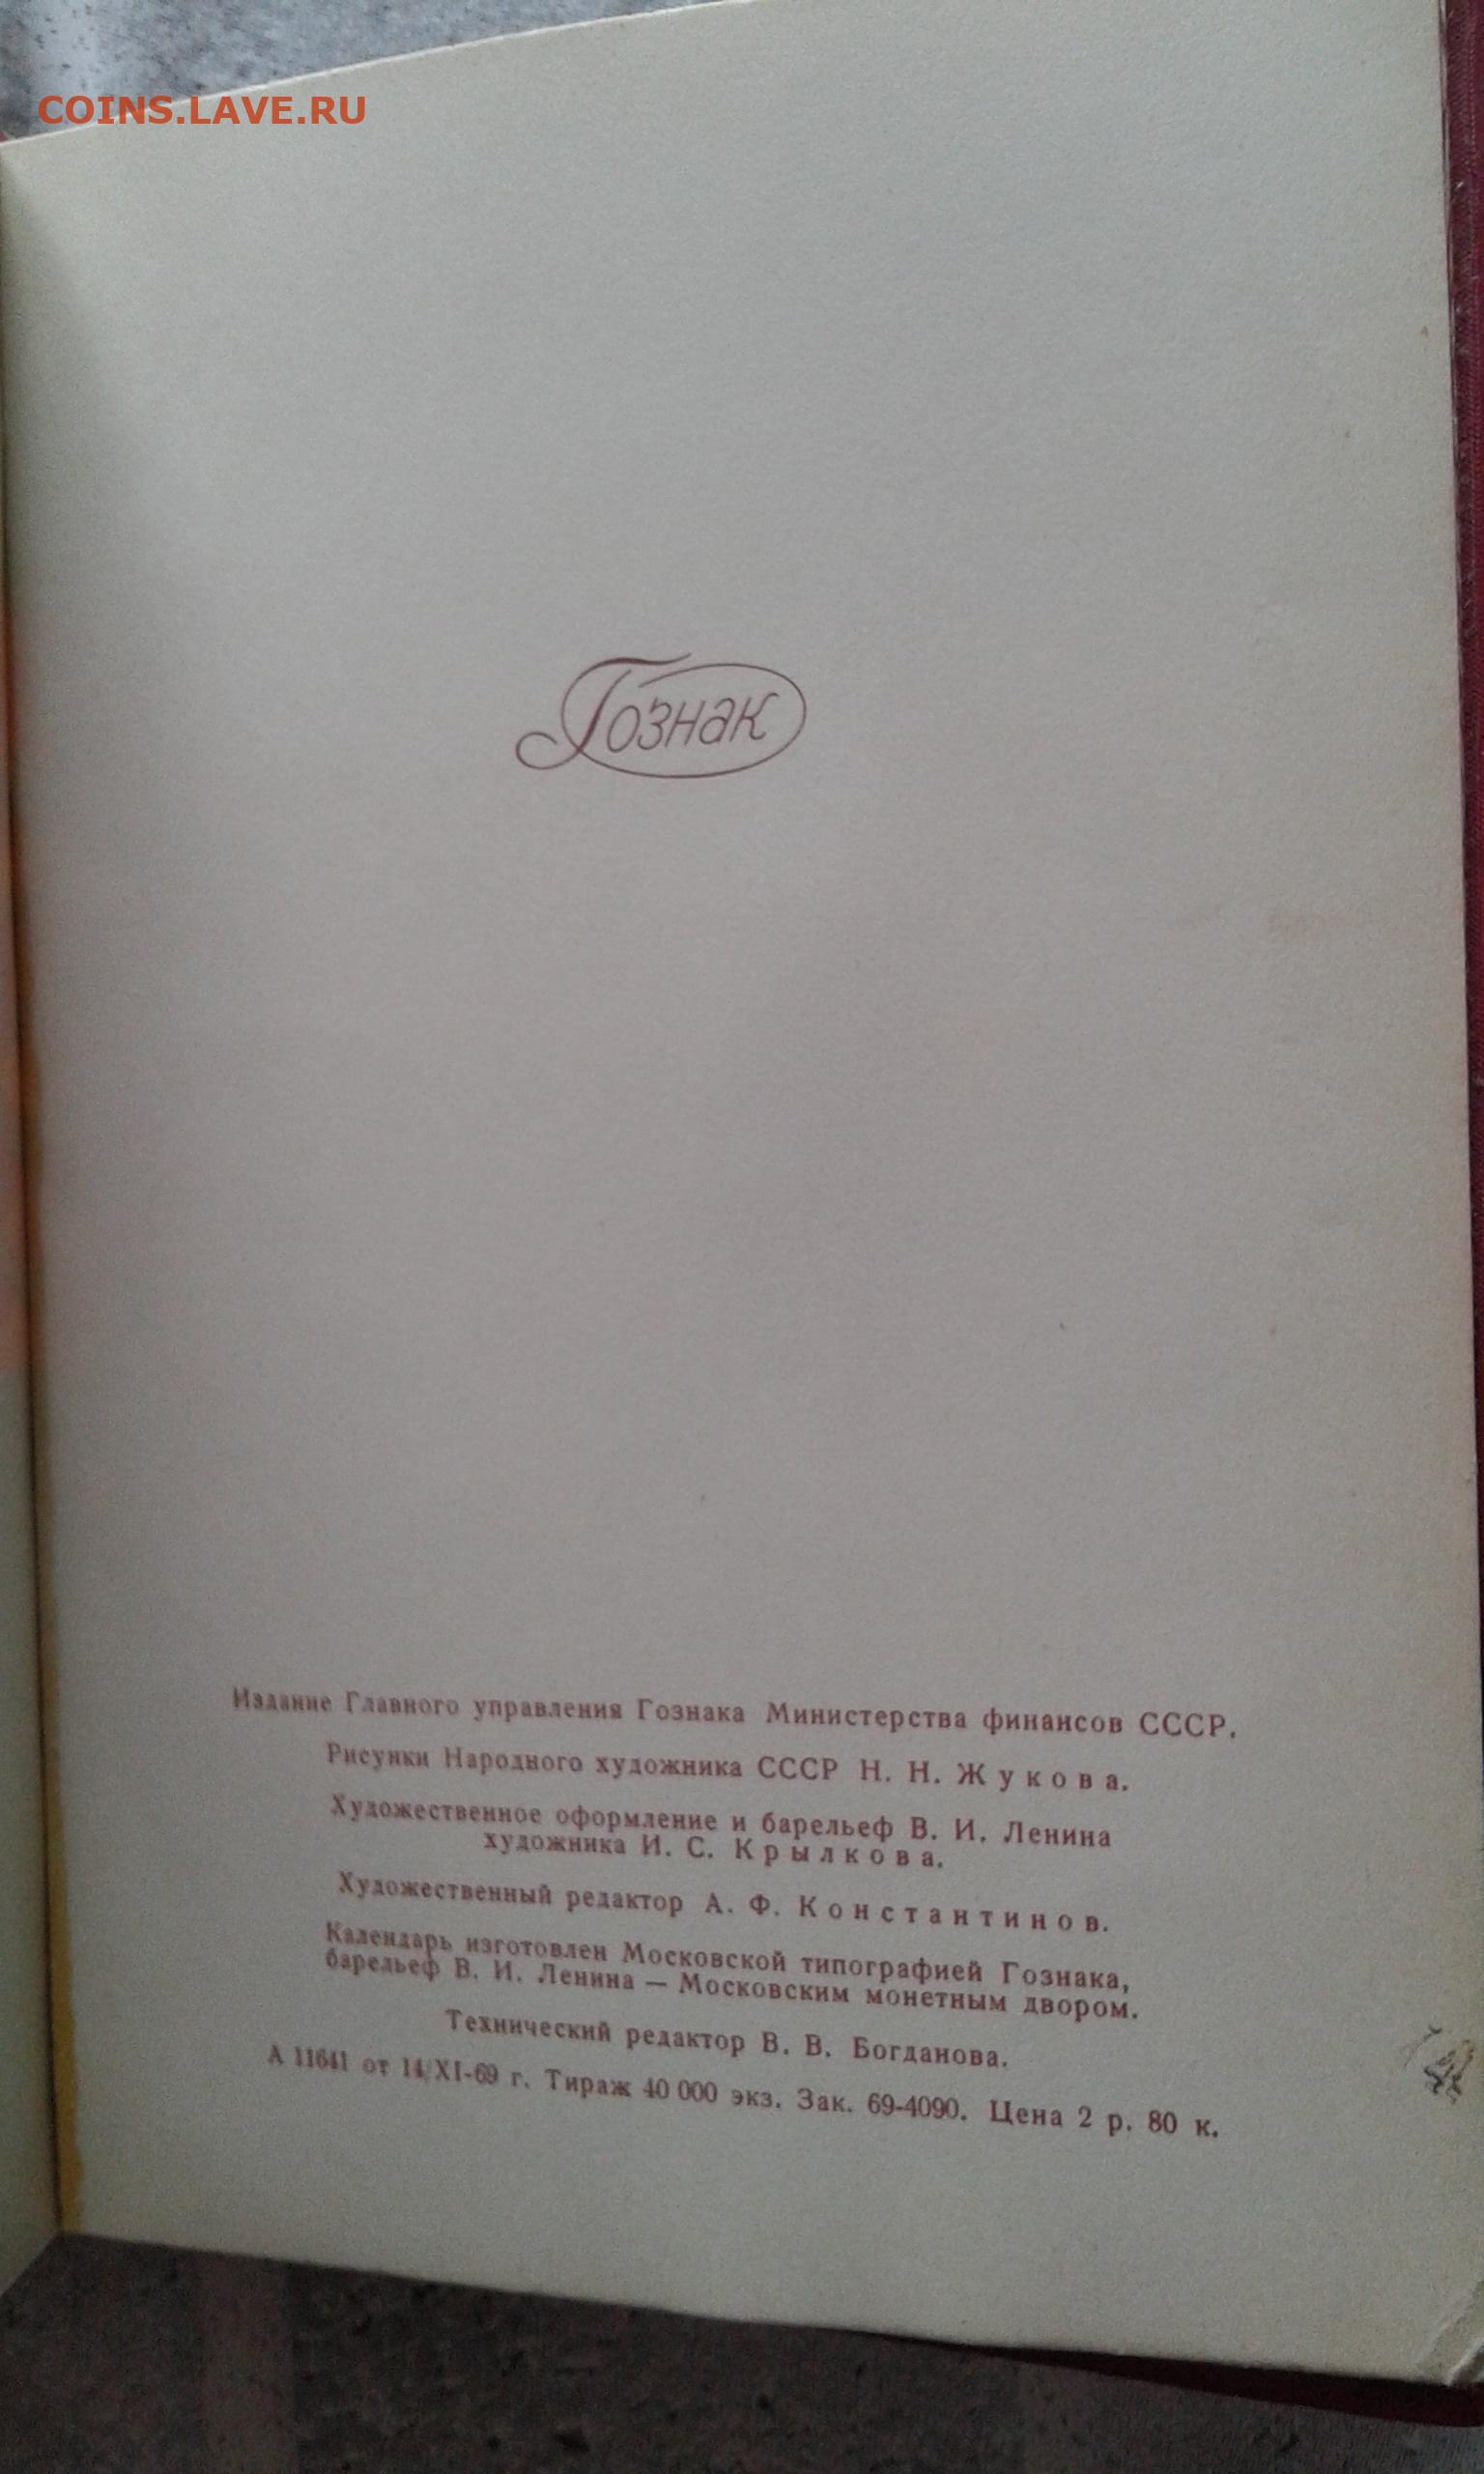 COINS.LAVE.RU
Гознак
Издание Главного управления Гознака Министерства финансов СССР.
Рисунки Народного художника СССР Н. Н. Жукова.
Художественное оформление и барельеф В. И. Ленина
художника И. С. Крылкова.
Художественный редактор А. Ф. Константинов.
Календарь изготовлен Московской типографией Гознака,
барельеф В. И. Ленина — Московским монетным двором.
Технический редактор В. В. Богданова.
А 11641 от 14/XI-69 г. Тираж 40 000 экз. Зак. 69-4090. Цена 2 р. 80 к.